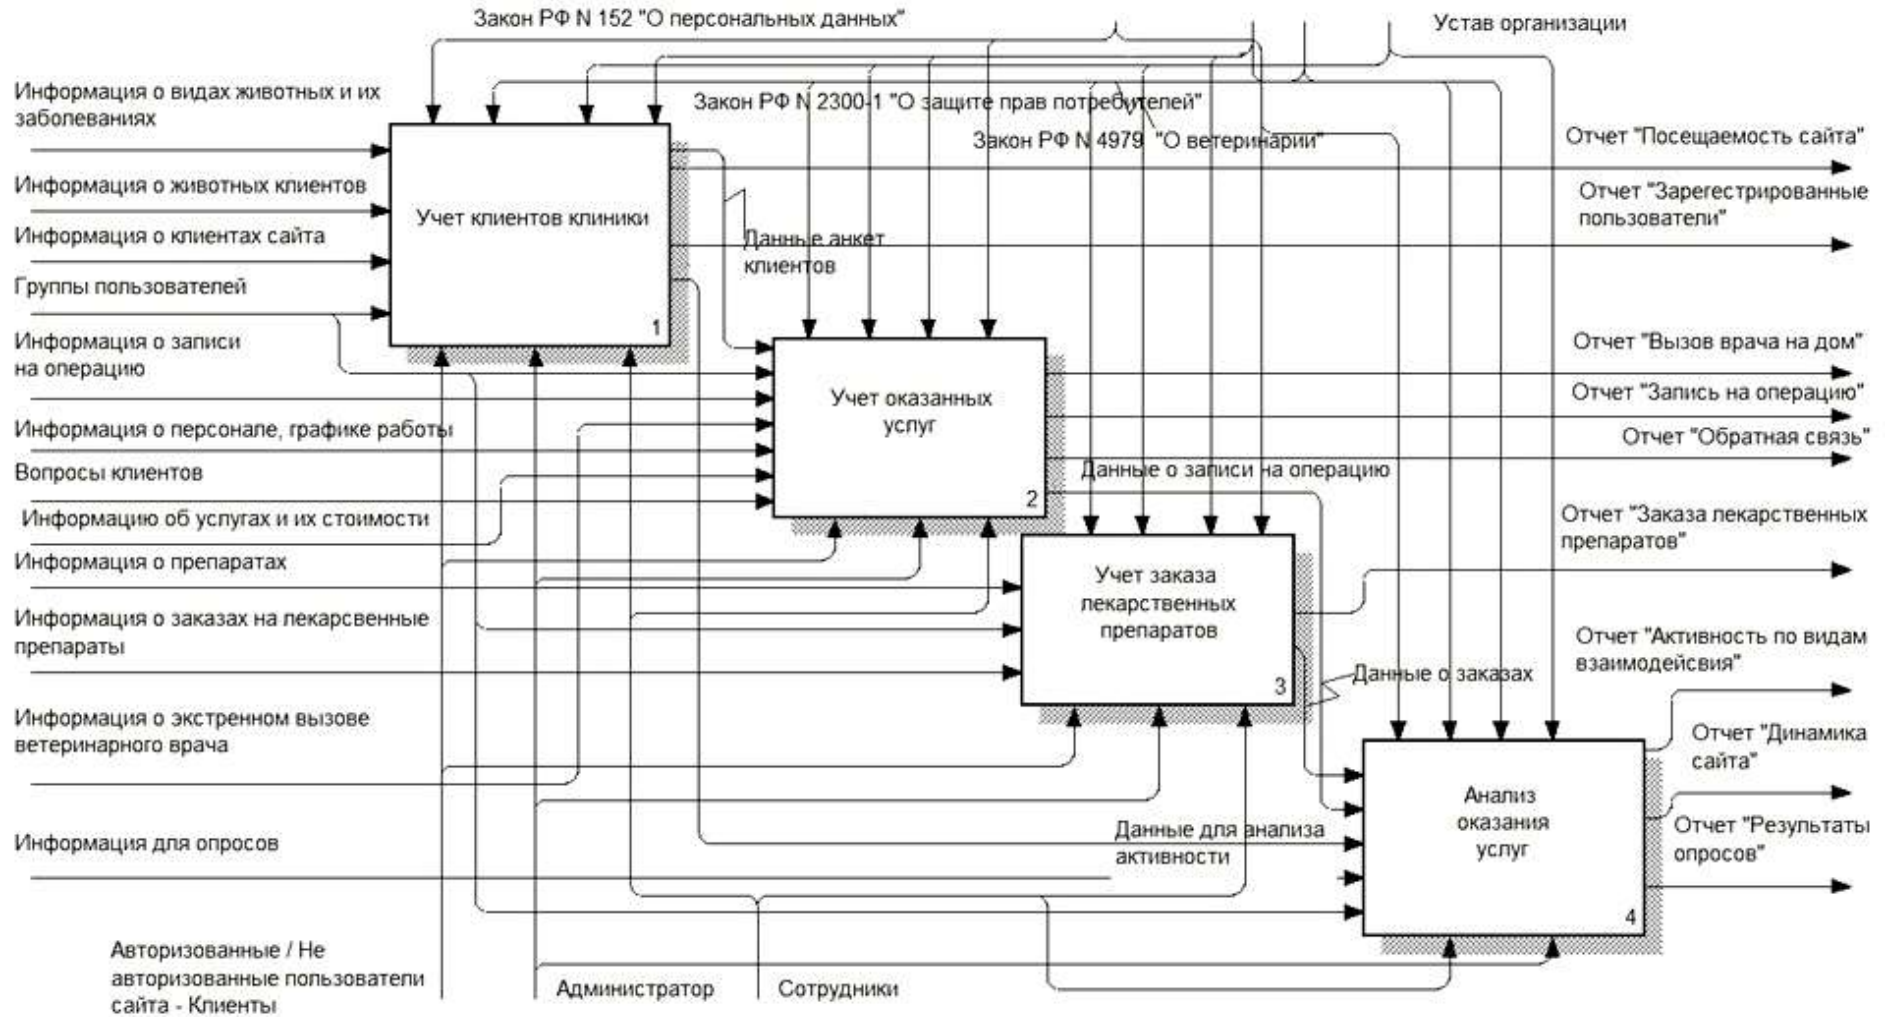 Закон РФ N 152 "О персональных данных"
Устав организации
Информация о видах животных и их
заболеваниях
Закон РФ N 2300-1 "О защите прав потребителей"
Закон РФ N 4979 "О ветеринарии"
Отчет "Посещаемость сайта"
Информация о животных клиентов
Отчет "Зарегестрированные
пользователи"
Учет клиентов клиники
1
Информация о клиентах сайта
Данные анкет
клиентов
Группы пользователей
Информация о записи
на операцию
Отчет "Вызов врача на дом"
Учет оказанных
услуг
2
Отчет "Запись на операцию"
Информация о персонале, графике работы
Отчет "Обратная связь"
Вопросы клиентов
Данные о записи на операцию
Информацию об услугах и их стоимости
Отчет "Заказа лекарственных
препаратов"
Информация о препаратах
Учет заказа
лекарственных
препаратов
3
Информация о заказах на лекарсвенные
препараты
Отчет "Активность по видам
взаимодейсвия"
Данные о заказах
Информация о экстренном вызове
ветеринарного врача
Отчет "Динамика
сайта"
Анализ
оказания
услуг
4
Данные для анализа
активности
Отчет "Результаты
опросов"
Информация для опросов
Авторизованные / Не
авторизованные пользователи
сайта - Клиенты
Администратор
Сотрудники